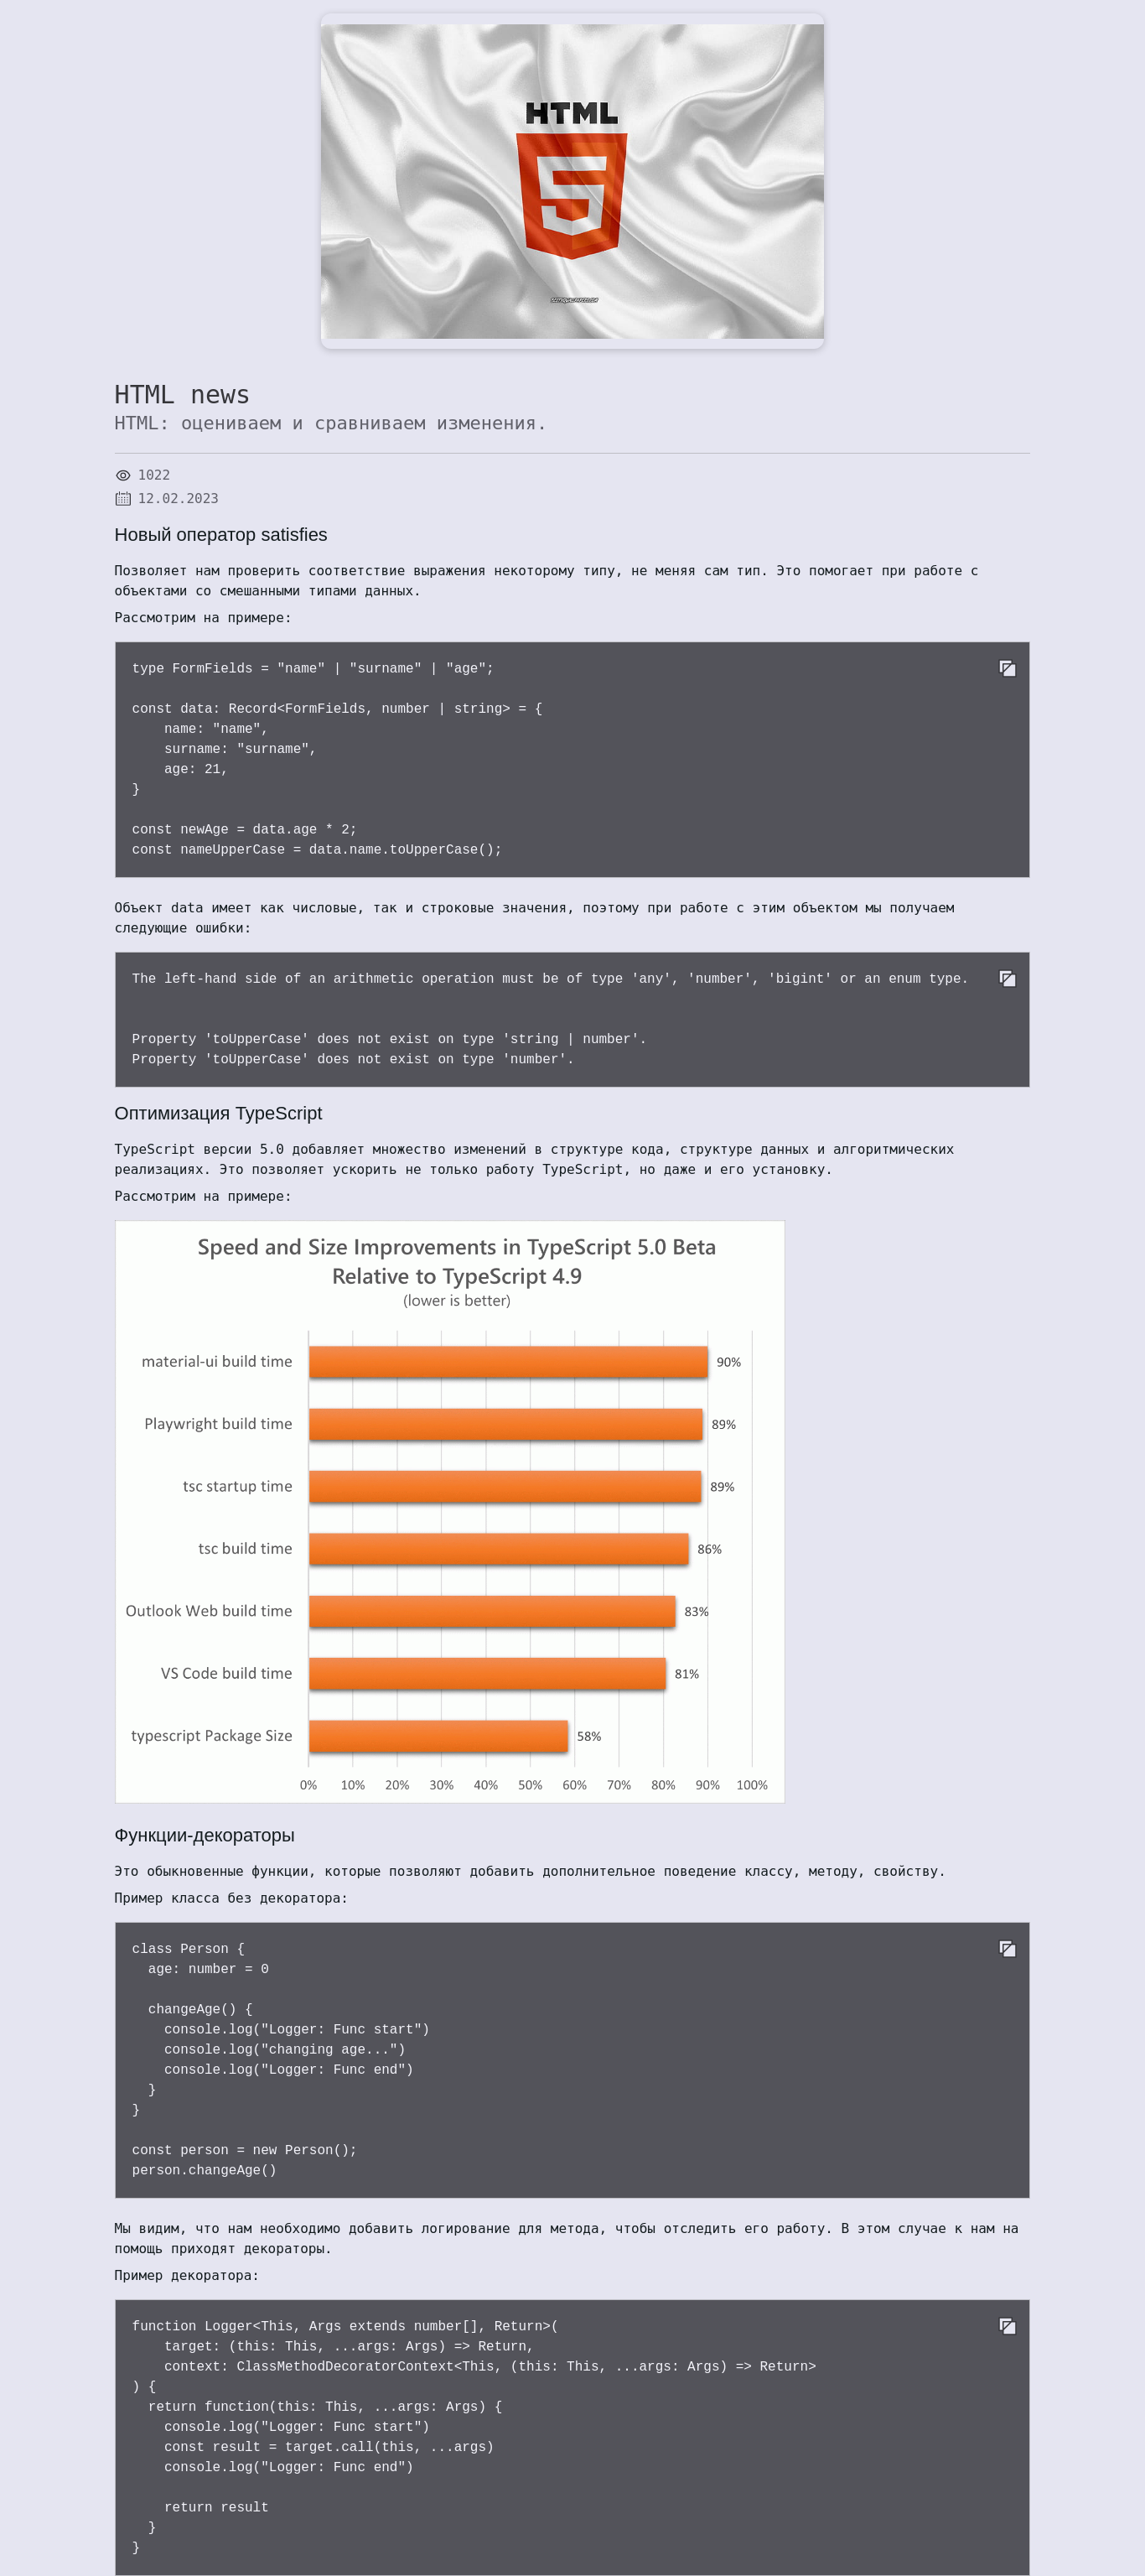 HTML
HTML news
HTML: оцениваем и сравниваем изменения.
1022
12.02.2023
Новый оператор satisfies
Позволяет нам проверить соответствие выражения некоторому типу, не меняя сам тип. Это помогает при работе с
объектами со смешанными типами данных.
Рассмотрим на примере:
type FormFields = "name" | "surname" | "age";
const data: Record<FormFields, number | string> = {
    name: "name",
    surname: "surname",
    age: 21,
}
const newAge = data.age * 2;
const nameUpperCase = data.name.toUpperCase();
Объект data имеет как числовые, так и строковые значения, поэтому при работе с этим объектом мы получаем
следующие ошибки:
The left-hand side of an arithmetic operation must be of type 'any', 'number', 'bigint' or an enum type.
Property 'toUpperCase' does not exist on type 'string | number'.
Property 'toUpperCase' does not exist on type 'number'.
Оптимизация TypeScript
TypeScript версии 5.0 добавляет множество изменений в структуре кода, структуре данных и алгоритмических
реализациях. Это позволяет ускорить не только работу TypeScript, но даже и его установку.
Рассмотрим на примере:
Speed and Size Improvements in TypeScript 5.0 Beta
Relative to TypeScript 4.9
(lower is better)
material-ui build time 90%
Playwright build time 89%
tsc startup time 89%
tsc build time 86%
Outlook Web build time 83%
VS Code build time 81%
typescript Package Size 58%
0% 10% 20% 30% 40% 50% 60% 70% 80% 90% 100%
Функции-декораторы
Это обыкновенные функции, которые позволяют добавить дополнительное поведение классу, методу, свойству.
Пример класса без декоратора:
class Person {
  age: number = 0
  changeAge() {
    console.log("Logger: Func start")
    console.log("changing age...")
    console.log("Logger: Func end")
  }
}
const person = new Person();
person.changeAge()
Мы видим, что нам необходимо добавить логирование для метода, чтобы отследить его работу. В этом случае к нам на
помощь приходят декораторы.
Пример декоратора:
function Logger<This, Args extends number[], Return>(
    target: (this: This, ...args: Args) => Return,
    context: ClassMethodDecoratorContext<This, (this: This, ...args: Args) => Return>
) {
  return function(this: This, ...args: Args) {
    console.log("Logger: Func start")
    const result = target.call(this, ...args)
    console.log("Logger: Func end")
    return result
  }
}